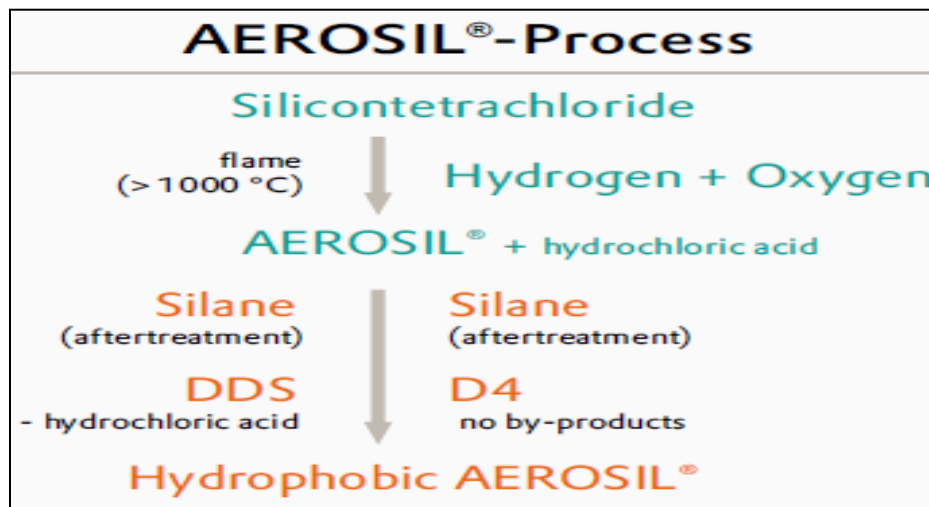 AEROSIL®-Process
Silicontetrachloride
flame
(> 1000 °C)
Hydrogen + Oxygen
AEROSIL® + hydrochloric acid
Silane
(aftertreatment)
Silane
(aftertreatment)
DDS
- hydrochloric acid
D4
no by-products
Hydrophobic AEROSIL®